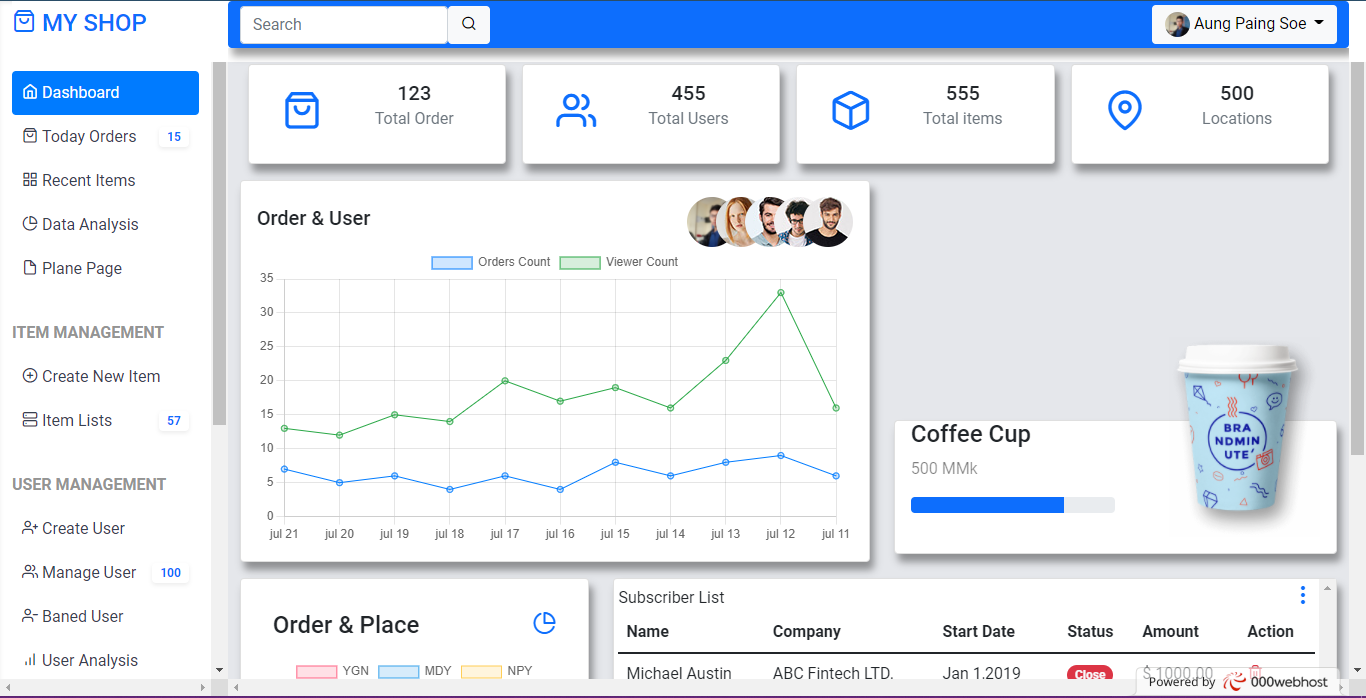 MY SHOP
Search
Aung Paing Soe
Dashboard
Today Orders 15
Recent Items
Data Analysis
Plane Page
ITEM MANAGEMENT
Create New Item
Item Lists 57
USER MANAGEMENT
Create User
Manage User 100
Baned User
User Analysis
123
Total Order
455
Total Users
555
Total items
500
Locations
Order & User
Orders Count Viewer Count
35
30
25
20
15
10
5
0
jul 21 jul 20 jul 19 jul 18 jul 17 jul 16 jul 15 jul 14 jul 13 jul 12 jul 11
Coffee Cup
500 MMk
BRA
NDMIN
UTE'
Order & Place
YGN MDY NPY
Subscriber List
Name Company Start Date Status Amount Action
Michael Austin ABC Fintech LTD. Jan 1,2019 Close $ 1000.00
Powered by 000webhost